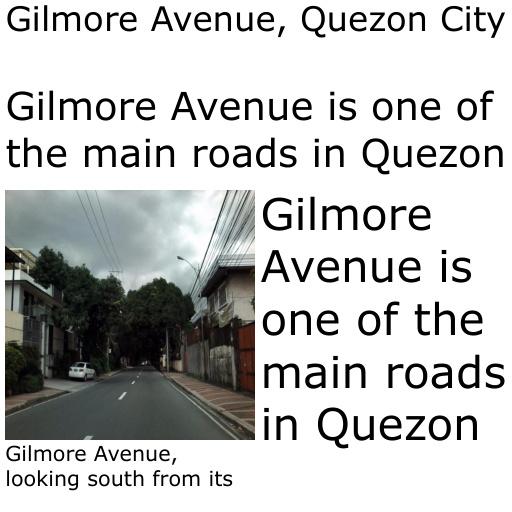 Gilmore Avenue, Quezon City
Gilmore Avenue is one of
the main roads in Quezon
Gilmore
Avenue is
one of the
main roads
in Quezon
Gilmore Avenue,
looking south from its